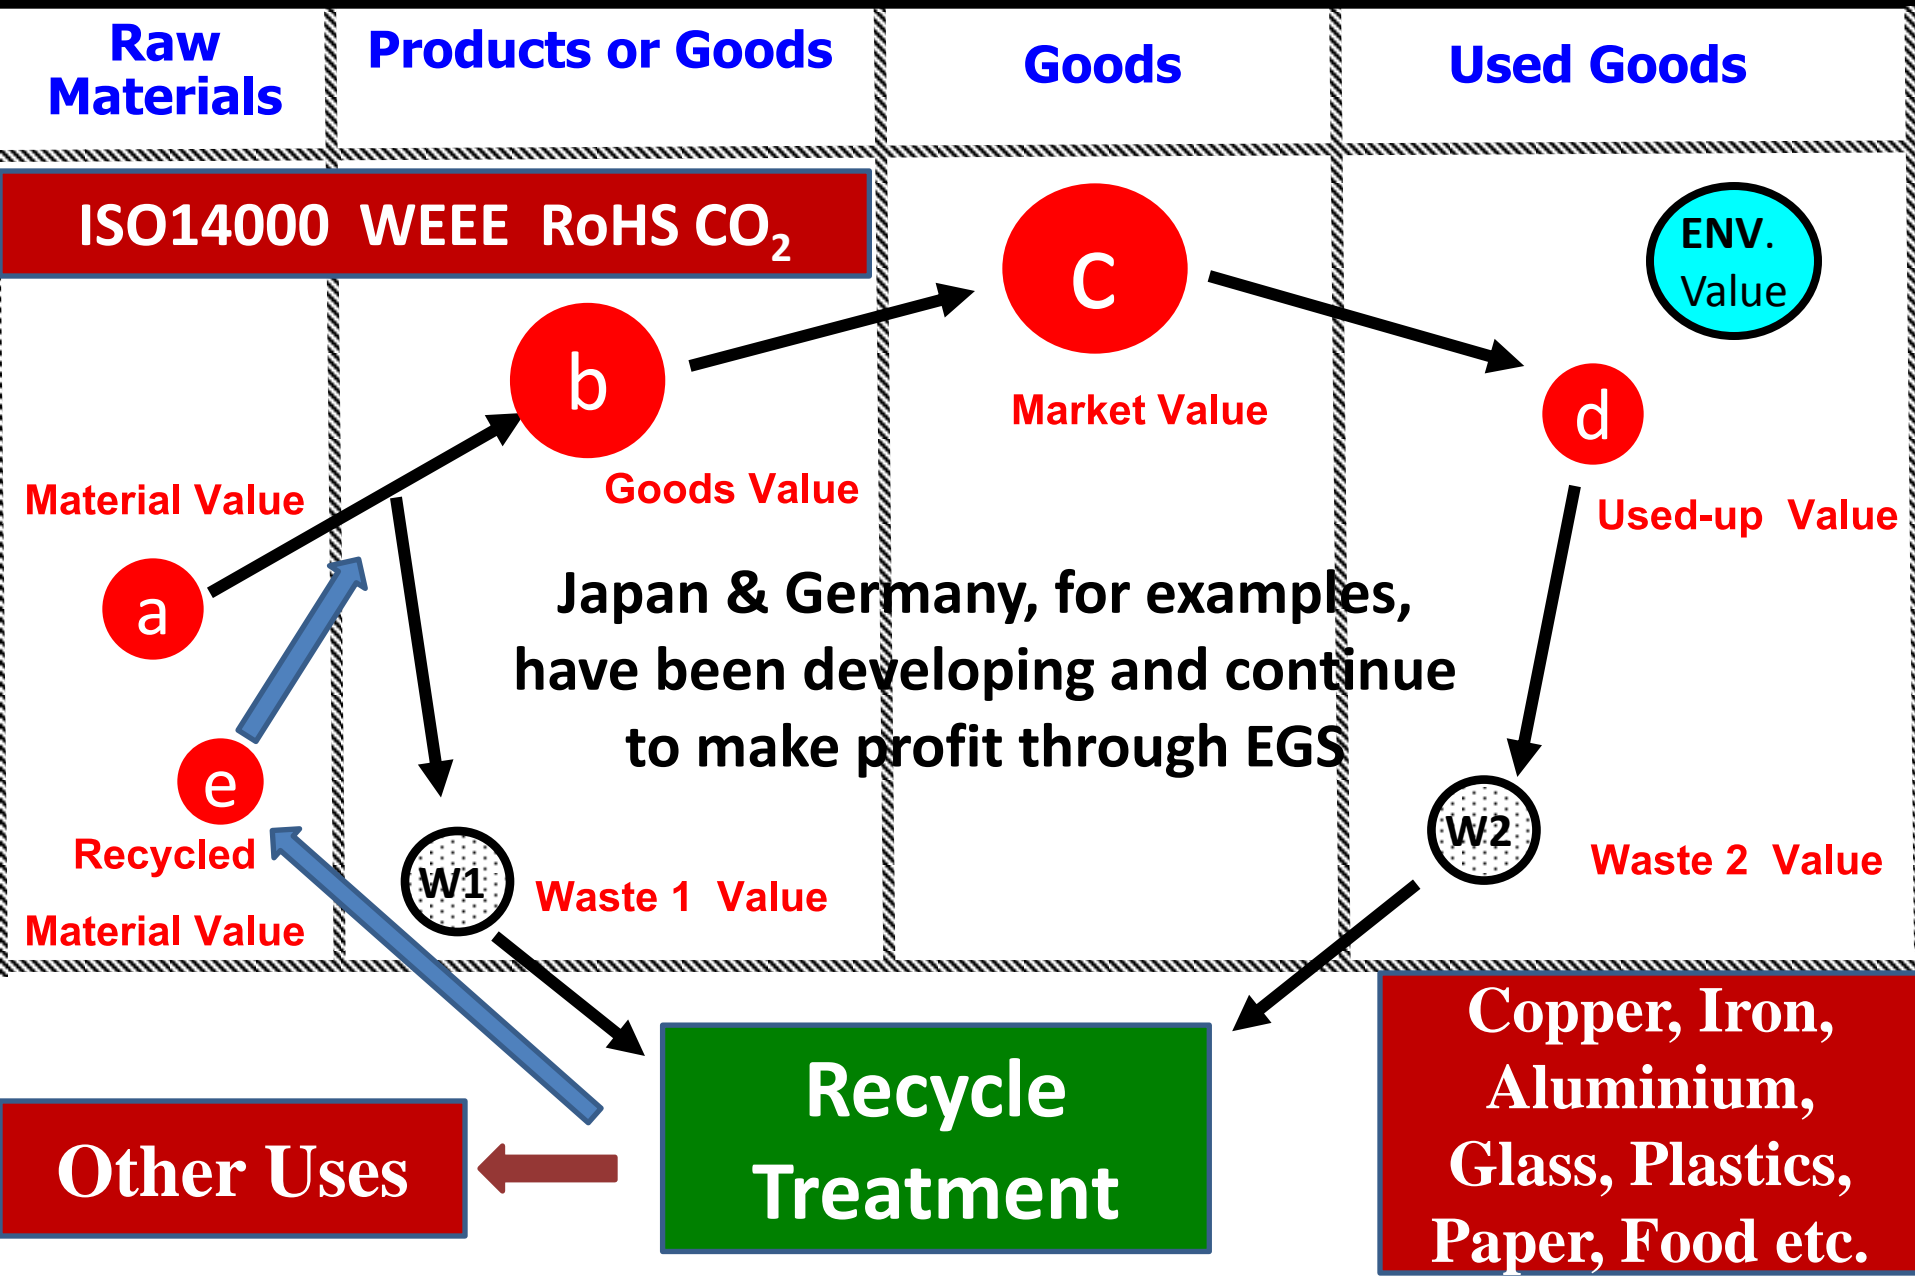 Raw
Materials
Products or Goods
Goods
Used Goods
ISO14000 WEEE RoHS CO₂
ENV.
Value
c
b
d
Market Value
Goods Value
Material Value
Used-up Value
a
Japan & Germany, for examples,
have been developing and continue
to make profit through EGS
e
Recycled
Material Value
W1
Waste 1 Value
W2
Waste 2 Value
Recycle
Treatment
Other Uses
Copper, Iron,
Aluminium,
Glass, Plastics,
Paper, Food etc.